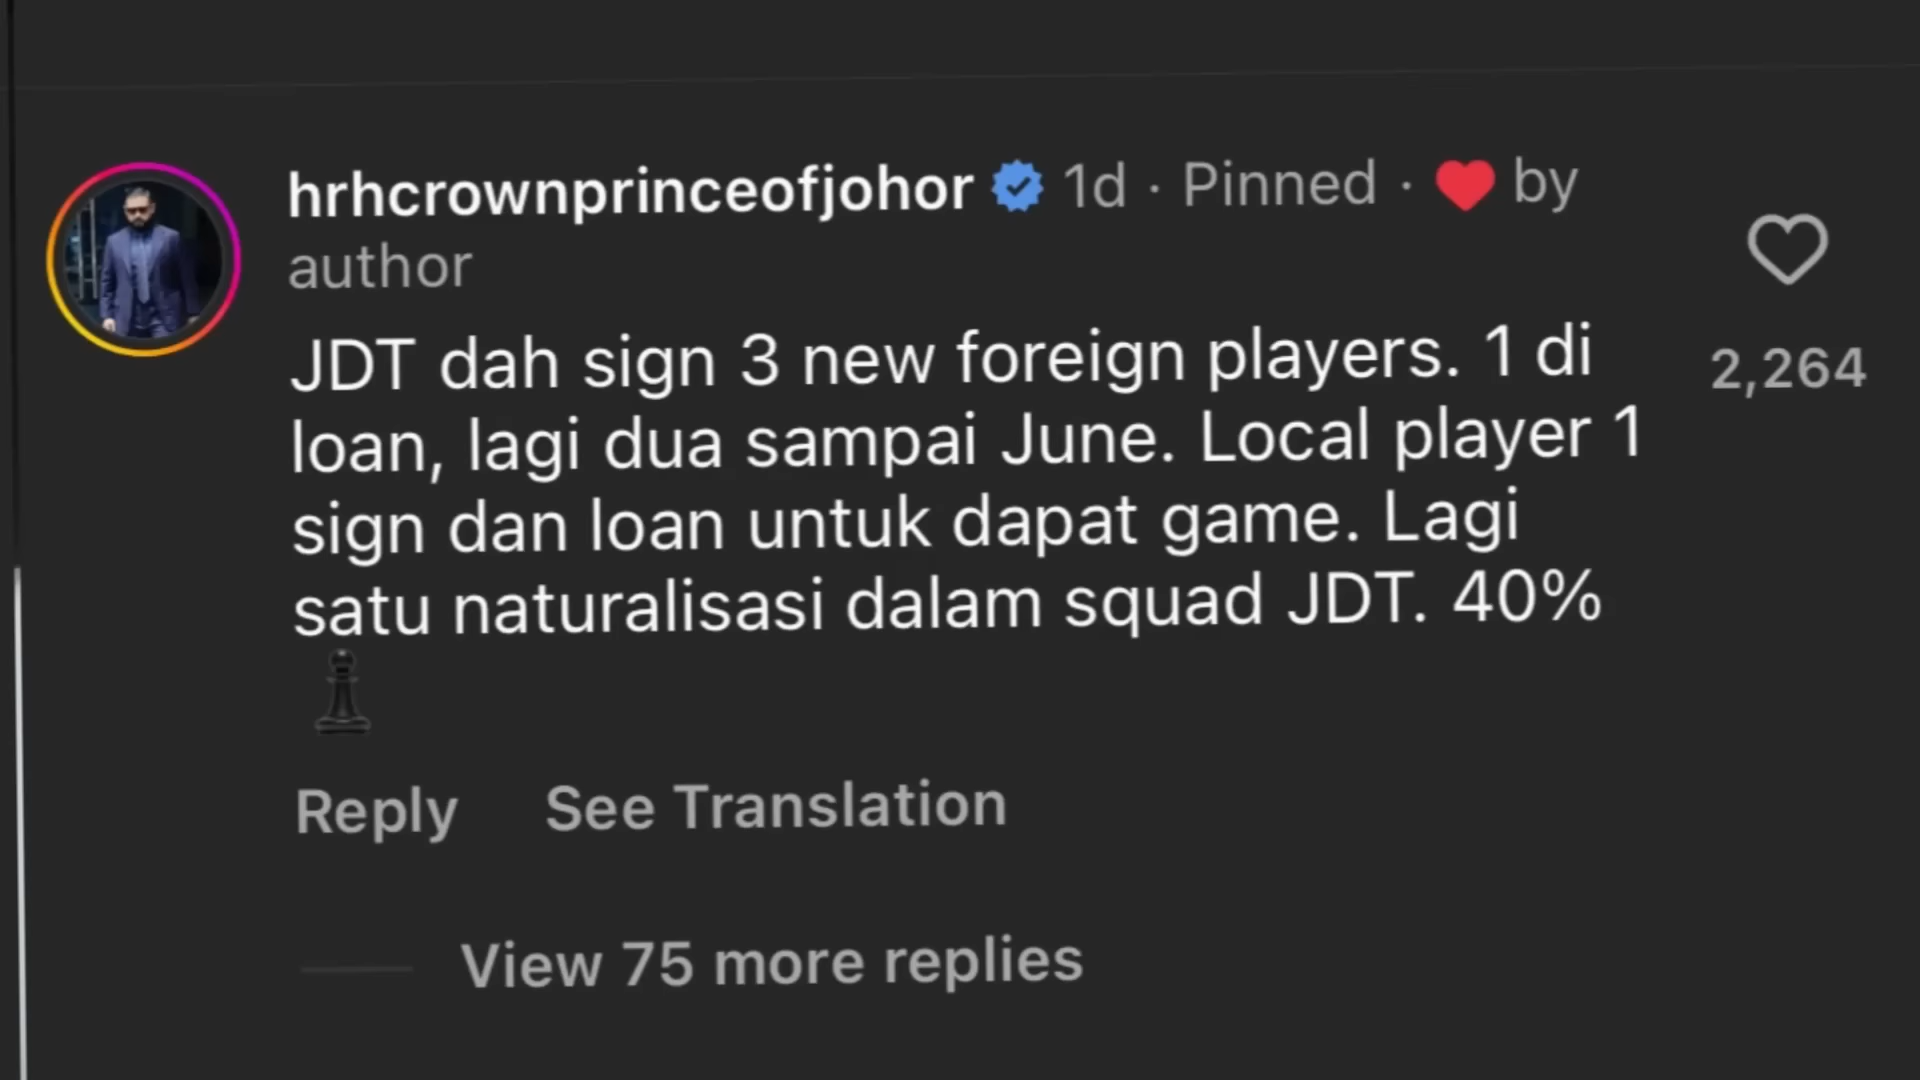 hrhcrownprinceofjohor 1d · Pinned · ❤️ by
author
JDT dah sign 3 new foreign players. 1 di
loan, lagi dua sampai June. Local player 1
sign dan loan untuk dapat game. Lagi
satu naturalisasi dalam squad JDT. 40%
♟️
2,264
Reply See Translation
View 75 more replies